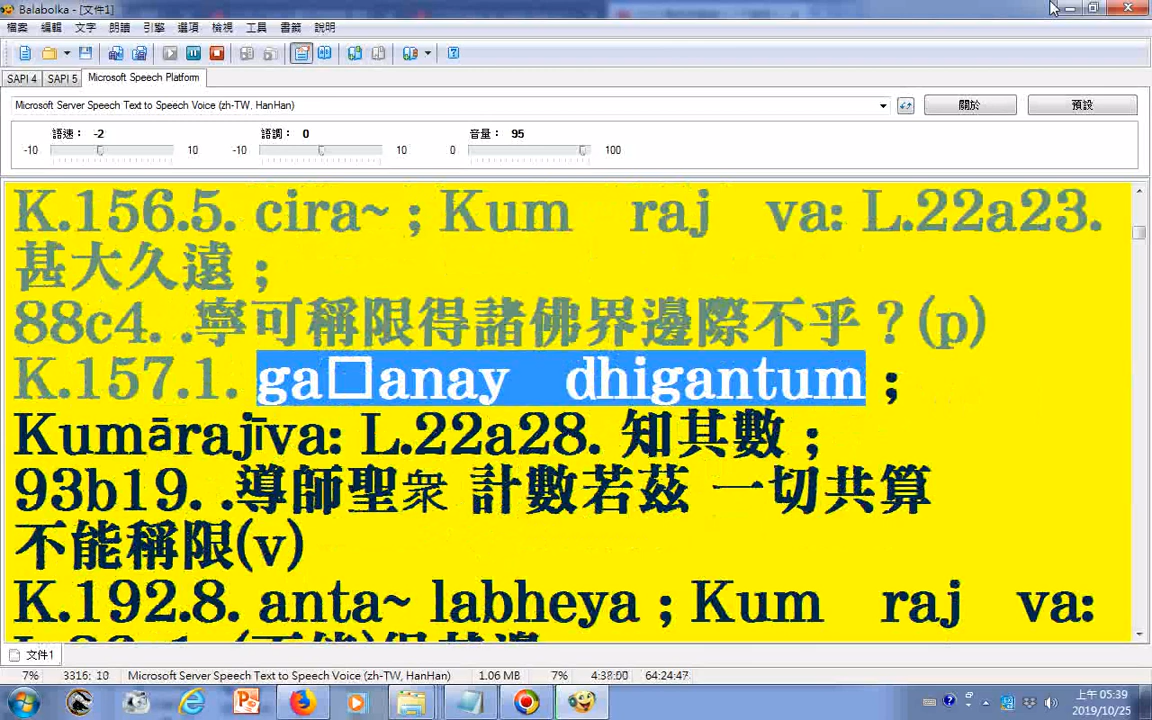 Balabolka - [文件1]
檔案 編輯 文字 朗讀 引擎 選項 檢視 工具 書籤 說明
SAPI 4 SAPI 5 Microsoft Speech Platform
Microsoft Server Speech Text to Speech Voice (zh-TW, HanHan) 關於 預設
語速： -2 語調： 0 音量： 95
-10 10 -10 10 0 100
K.156.5. cira~ ; Kum raj va: L.22a23.
甚大久遠；
88c4. .寧可稱限得諸佛界邊際不乎？(p)
K.157.1. ga□anay dhigantum ;
Kumārajīva: L.22a28. 知其數；
93b19. .導師聖衆 計數若茲 一切共算
不能稱限(v)
K.192.8. anta~ labheya ; Kum raj va:
文件1
7% 3316: 10 Microsoft Server Speech Text to Speech Voice (zh-TW, HanHan) 1.06 MB 7% 4:38:00 64:24:47
上午 05:39
2019/10/25